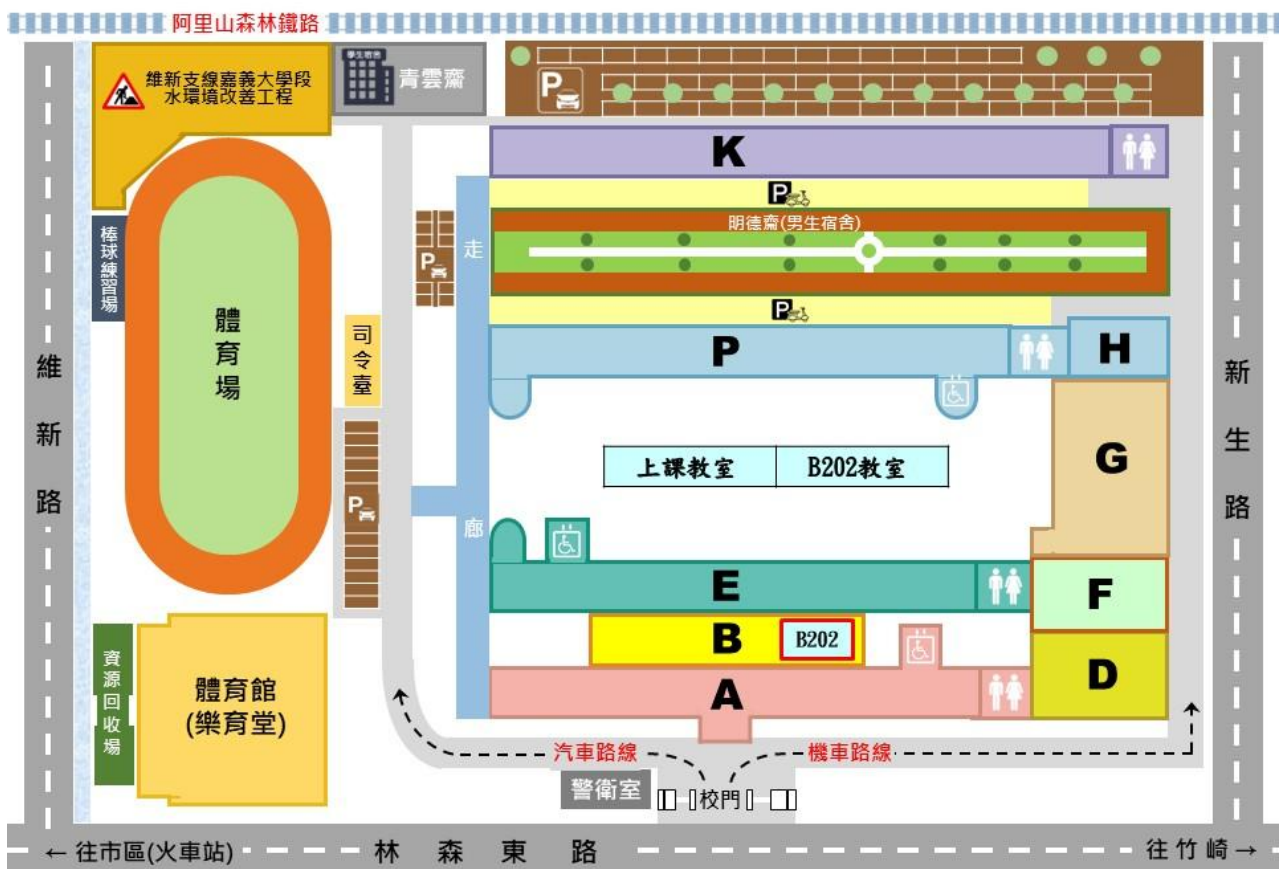 阿里山森林鐵路
維新支線嘉義大學段
水環境改善工程
學生宿舍
青雲齋
P
K
P
明德齋(男生宿舍)
棒球練習場
走
P
P
體育場
司令臺
P
H
維新路
新生路
G
上課教室
B202教室
P
廊
E
F
B
B202
資源回收場
體育館
(樂育堂)
A
D
汽車路線
機車路線
警衛室
校門
← 往市區(火車站)
林森東路
往竹崎 →